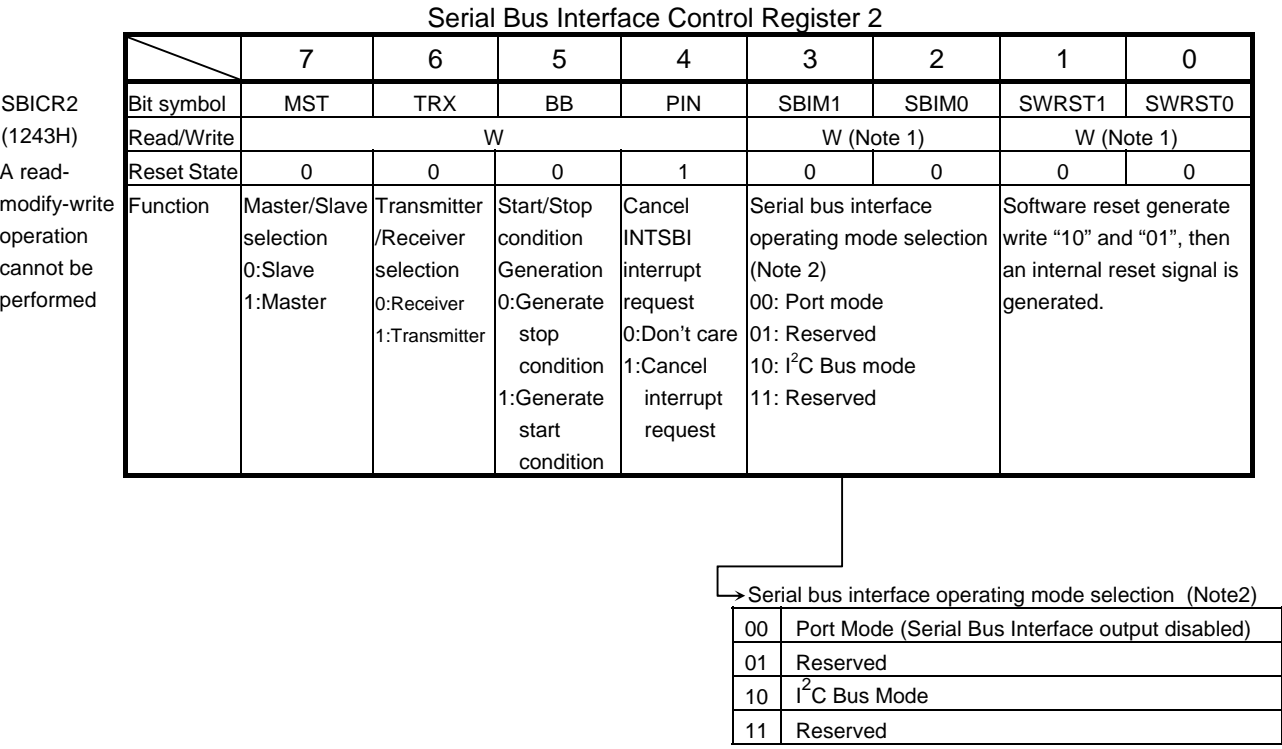 Serial Bus Interface Control Register 2
7 6 5 4 3 2 1 0
SBICR2 (1243H)
A read-modify-write operation cannot be performed
Bit symbol MST TRX BB PIN SBIM1 SBIM0 SWRST1 SWRST0
Read/Write W W (Note 1) W (Note 1)
Reset State 0 0 0 1 0 0 0 0
Function
Master/Slave
selection
0:Slave
1:Master
Transmitter
/Receiver
selection
0:Receiver
1:Transmitter
Start/Stop
condition
Generation
0:Generate
stop
condition
1:Generate
start
condition
Cancel
INTSBI
interrupt
request
0:Don’t care
1:Cancel
interrupt
request
Serial bus interface
operating mode selection
(Note 2)
00: Port mode
01: Reserved
10: I²C Bus mode
11: Reserved
Software reset generate
write “10” and “01”, then
an internal reset signal is
generated.
Serial bus interface operating mode selection (Note2)
00 Port Mode (Serial Bus Interface output disabled)
01 Reserved
10 I²C Bus Mode
11 Reserved